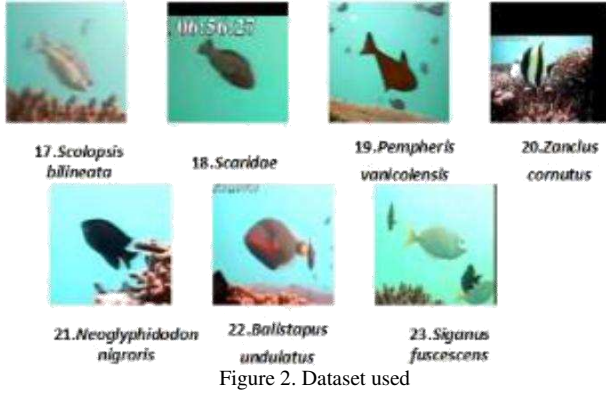 06:56:27
17.Scolopsis
bilineata
18.Scaridae
19.Pempheris
vanicolensis
20.Zanclus
cornutus
21.Neoglyphidodon
nigroris
22.Balistapus
undulatus
23.Siganus
fuscescens
Figure 2. Dataset used